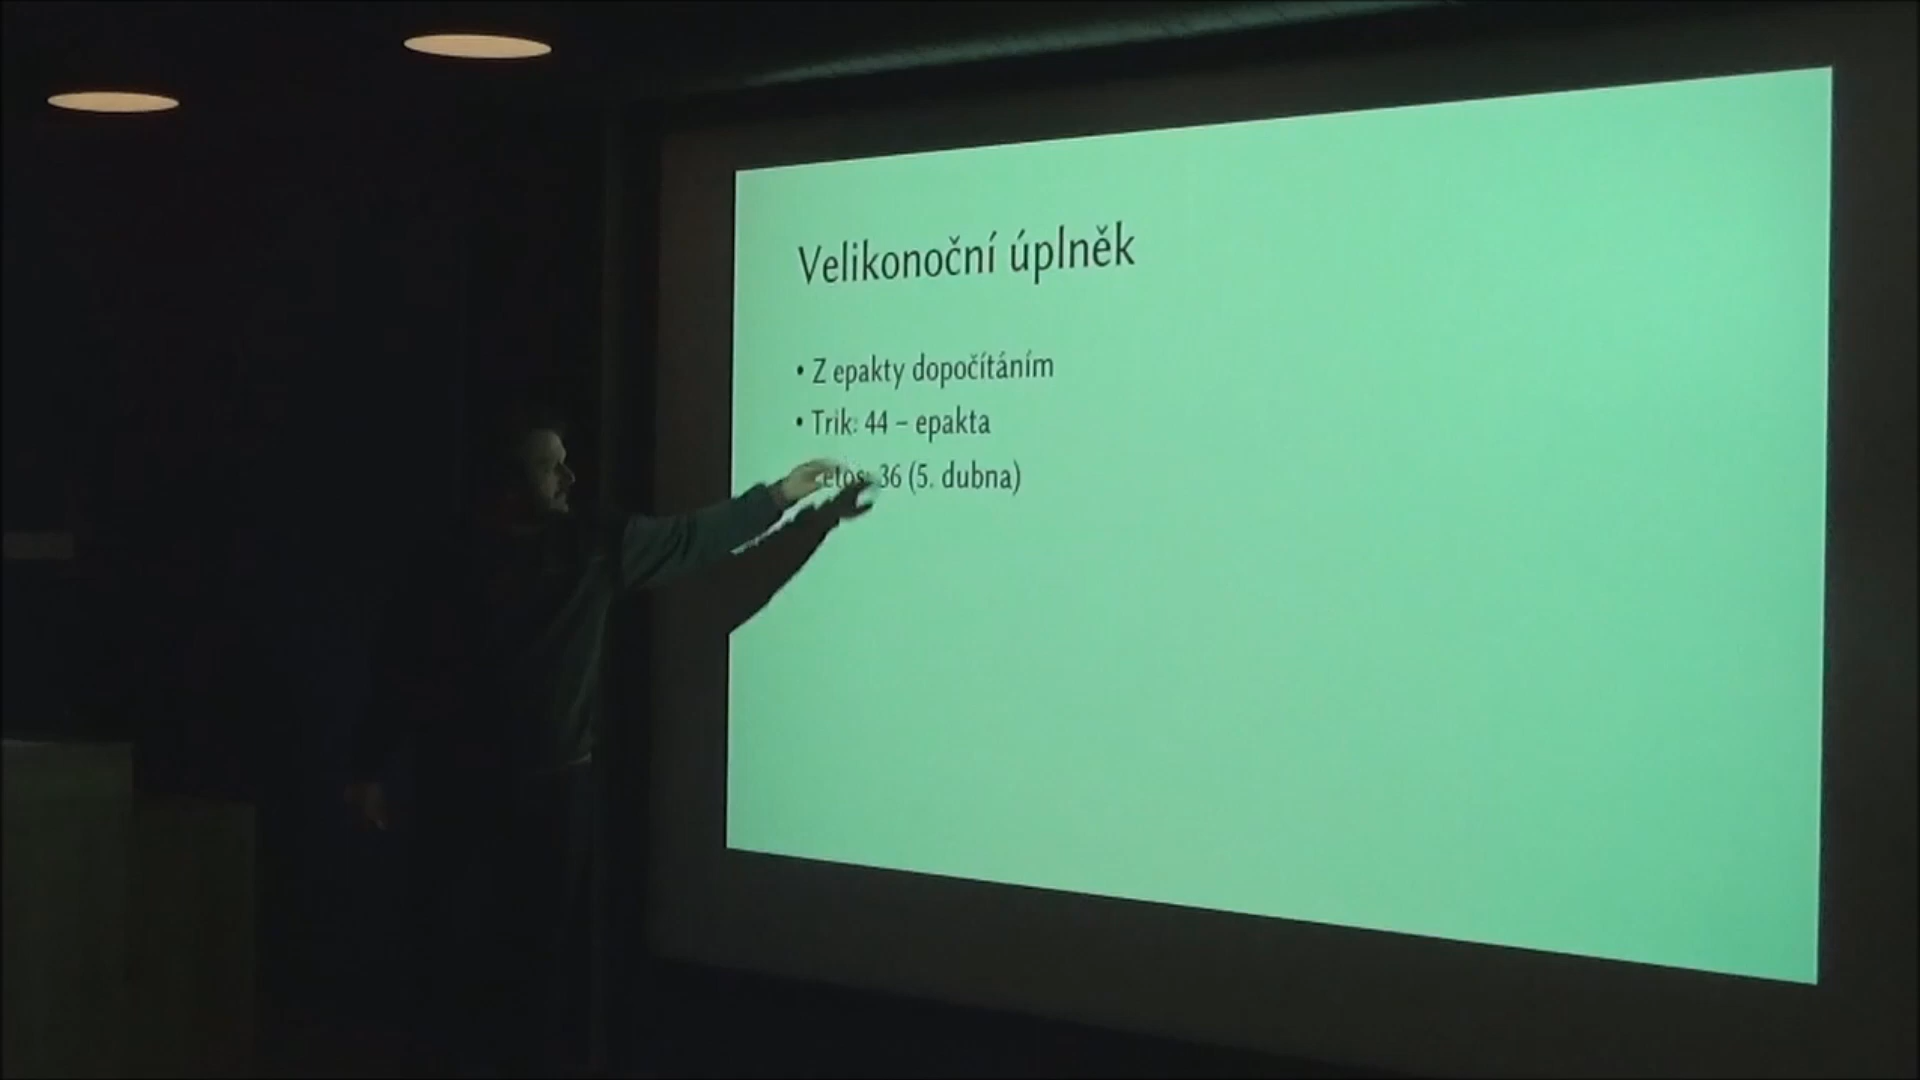 Velikonoční úplněk
• Z epakty dopočítáním
• Trik: 44 – epakta
36 (5. dubna)